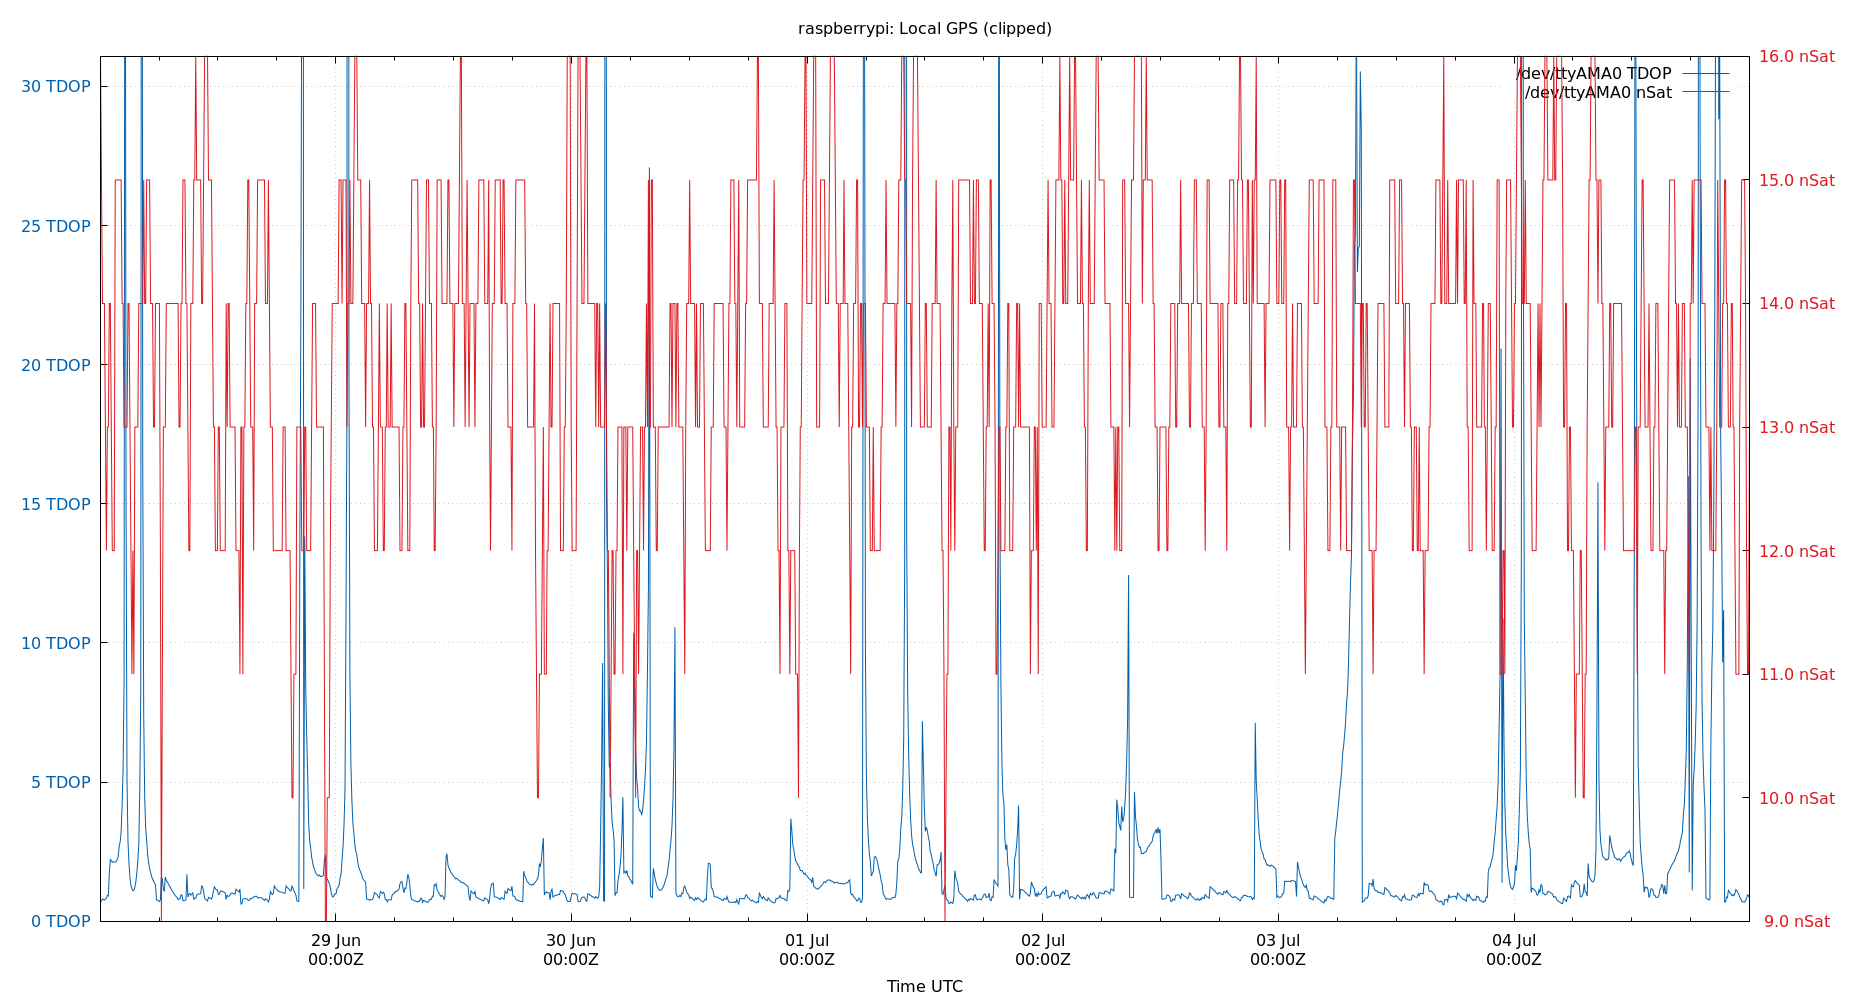 raspberrypi: Local GPS (clipped)
30 TDOP
25 TDOP
20 TDOP
15 TDOP
10 TDOP
5 TDOP
0 TDOP
16.0 nSat
15.0 nSat
14.0 nSat
13.0 nSat
12.0 nSat
11.0 nSat
10.0 nSat
9.0 nSat
/dev/ttyAMA0 TDOP
/dev/ttyAMA0 nSat
29 Jun
00:00Z
30 Jun
00:00Z
01 Jul
00:00Z
02 Jul
00:00Z
03 Jul
00:00Z
04 Jul
00:00Z
Time UTC